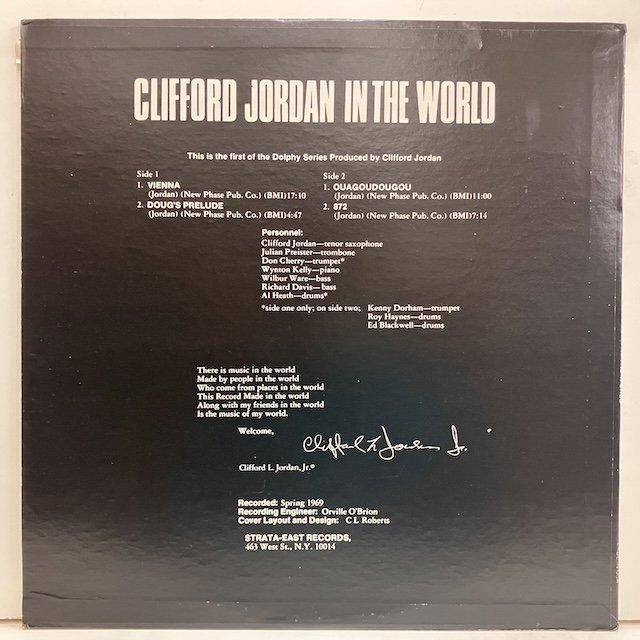 CLIFFORD JORDAN IN THE WORLD
This is the first of the Dolphy Series Produced by Clifford Jordan
Side 1
1. VIENNA
(Jordan) (New Phase Pub. Co.) (BMI)17:10
2. DOUG'S PRELUDE
(Jordan) (New Phase Pub. Co.) (BMI)4:47
Side 2
1. OUAGOUDOUGOU
(Jordan) (New Phase Pub. Co.) (BMI)11:00
2. 872
(Jordan) (New Phase Pub. Co.) (BMI)7:14
Personnel:
Clifford Jordan—tenor saxophone
Julian Preister—trombone
Don Cherry—trumpet*
Wynton Kelly—piano
Wilbur Ware—bass
Richard Davis—bass
Al Heath—drums*
*side one only; on side two; Kenny Dorham—trumpet
Roy Haynes—drums
Ed Blackwell—drums
There is music in the world
Made by people in the world
Who come from places in the world
This Record Made in the world
Along with my friends in the world
Is the music of my world.
Welcome,
Clifford L Jordan Jr.
Clifford L. Jordan, Jr.®
Recorded: Spring 1969
Recording Engineer: Orville O'Brion
Cover Layout and Design: C L Roberts
STRATA-EAST RECORDS,
463 West St., N.Y. 10014